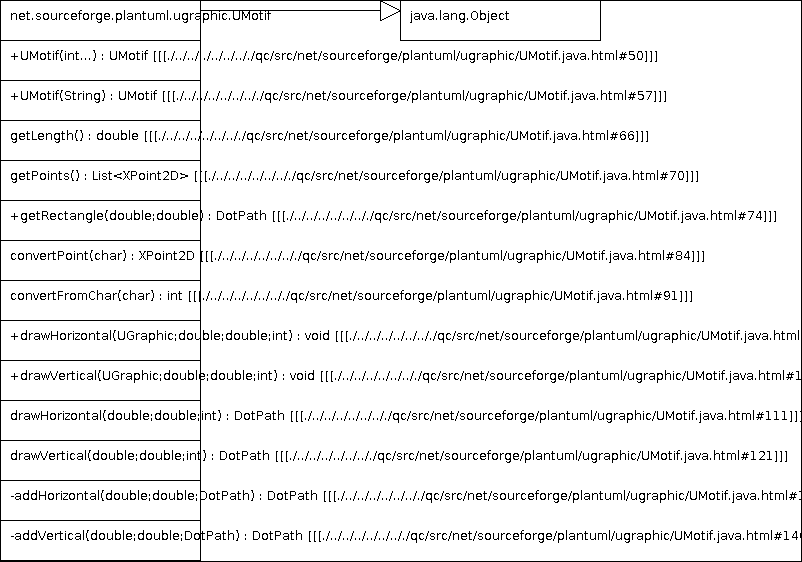 net.sourceforge.plantuml.ugraphic.UMotif
java.lang.Object
+UMotif(int...) : UMotif [[[./../../../../../../../qc/src/net/sourceforge/plantuml/ugraphic/UMotif.java.html#50]]]
+UMotif(String) : UMotif [[[./../../../../../../../qc/src/net/sourceforge/plantuml/ugraphic/UMotif.java.html#57]]]
getLength() : double [[[./../../../../../../../qc/src/net/sourceforge/plantuml/ugraphic/UMotif.java.html#66]]]
getPoints() : List<XPoint2D> [[[./../../../../../../../qc/src/net/sourceforge/plantuml/ugraphic/UMotif.java.html#70]]]
+getRectangle(double;double) : DotPath [[[./../../../../../../../qc/src/net/sourceforge/plantuml/ugraphic/UMotif.java.html#74]]]
convertPoint(char) : XPoint2D [[[./../../../../../../../qc/src/net/sourceforge/plantuml/ugraphic/UMotif.java.html#84]]]
convertFromChar(char) : int [[[./../../../../../../../qc/src/net/sourceforge/plantuml/ugraphic/UMotif.java.html#91]]]
+drawHorizontal(UGraphic;double;double;int) : void [[[./../../../../../../../qc/src/net/sourceforge/plantuml/ugraphic/UMotif.java.html
+drawVertical(UGraphic;double;double;int) : void [[[./../../../../../../../qc/src/net/sourceforge/plantuml/ugraphic/UMotif.java.html#1
drawHorizontal(double;double;int) : DotPath [[[./../../../../../../../qc/src/net/sourceforge/plantuml/ugraphic/UMotif.java.html#111]]]
drawVertical(double;double;int) : DotPath [[[./../../../../../../../qc/src/net/sourceforge/plantuml/ugraphic/UMotif.java.html#121]]]
-addHorizontal(double;double;DotPath) : DotPath [[[./../../../../../../../qc/src/net/sourceforge/plantuml/ugraphic/UMotif.java.html#1
-addVertical(double;double;DotPath) : DotPath [[[./../../../../../../../qc/src/net/sourceforge/plantuml/ugraphic/UMotif.java.html#14